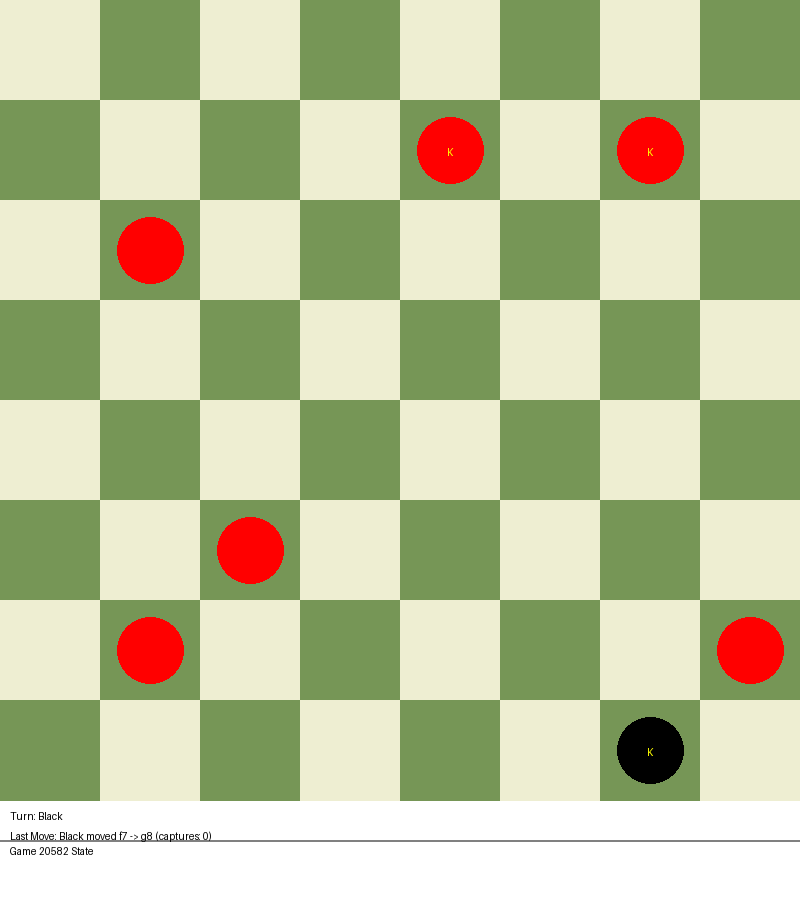 K
K
K
Turn: Black
Last Move: Black moved f7 -> g8 (captures: 0)
Game 20582 State